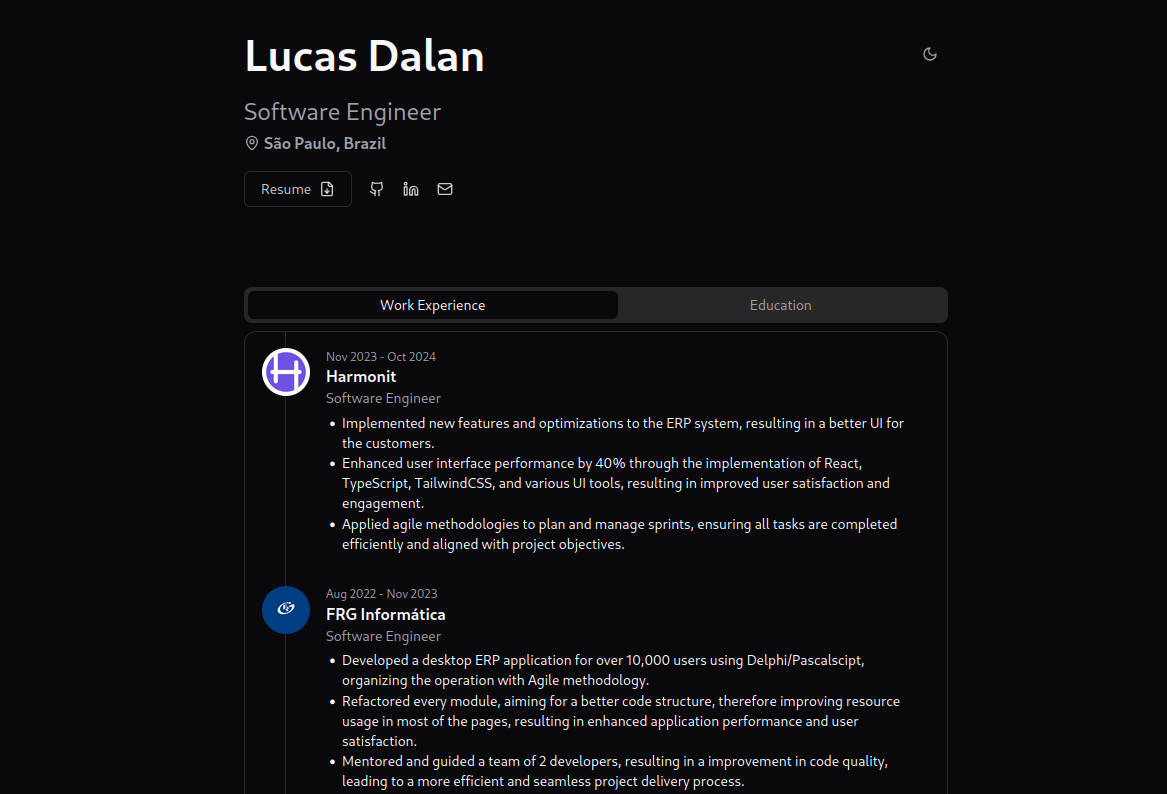 Lucas Dalan
Software Engineer
São Paulo, Brazil
Resume
Work Experience
Education
Nov 2023 - Oct 2024
Harmonit
Software Engineer
• Implemented new features and optimizations to the ERP system, resulting in a better UI for
the customers.
• Enhanced user interface performance by 40% through the implementation of React,
TypeScript, TailwindCSS, and various UI tools, resulting in improved user satisfaction and
engagement.
• Applied agile methodologies to plan and manage sprints, ensuring all tasks are completed
efficiently and aligned with project objectives.
Aug 2022 - Nov 2023
FRG Informática
Software Engineer
• Developed a desktop ERP application for over 10,000 users using Delphi/Pascalscipt,
organizing the operation with Agile methodology.
• Refactored every module, aiming for a better code structure, therefore improving resource
usage in most of the pages, resulting in enhanced application performance and user
satisfaction.
• Mentored and guided a team of 2 developers, resulting in a improvement in code quality,
leading to a more efficient and seamless project delivery process.